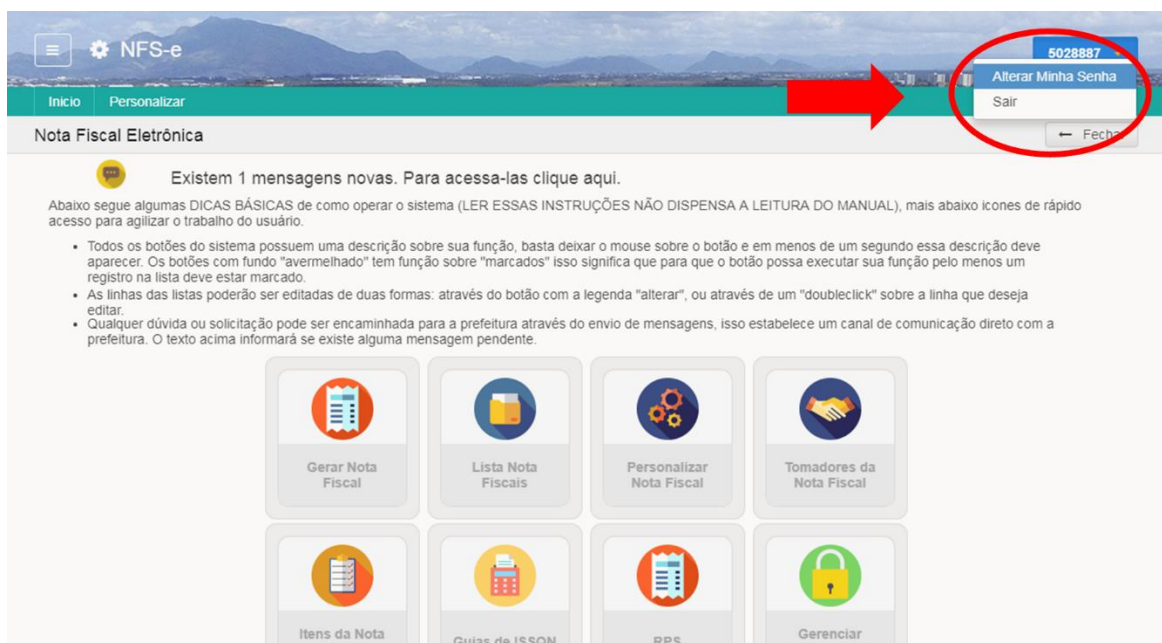 NFS-e
5028887
Alterar Minha Senha
Sair
Inicio Personalizar
Nota Fiscal Eletrônica
← Fechar
Existem 1 mensagens novas. Para acessa-las clique aqui.
Abaixo segue algumas DICAS BÁSICAS de como operar o sistema (LER ESSAS INSTRUÇÕES NÃO DISPENSA A LEITURA DO MANUAL), mais abaixo icones de rápido
acesso para agilizar o trabalho do usuário.
• Todos os botões do sistema possuem uma descrição sobre sua função, basta deixar o mouse sobre o botão e em menos de um segundo essa descrição deve
aparecer. Os botões com fundo "avermelhado" tem função sobre "marcados" isso significa que para que o botão possa executar sua função pelo menos um
registro na lista deve estar marcado.
• As linhas das listas poderão ser editadas de duas formas: através do botão com a legenda "alterar", ou através de um "doubleclick" sobre a linha que deseja
editar.
• Qualquer dúvida ou solicitação pode ser encaminhada para a prefeitura através do envio de mensagens, isso estabelece um canal de comunicação direto com a
prefeitura. O texto acima informará se existe alguma mensagem pendente.
Gerar Nota
Fiscal
Lista Nota
Fiscais
Personalizar
Nota Fiscal
Tomadores da
Nota Fiscal
Itens da Nota
Guias de ISSQN
RPS
Gerenciar